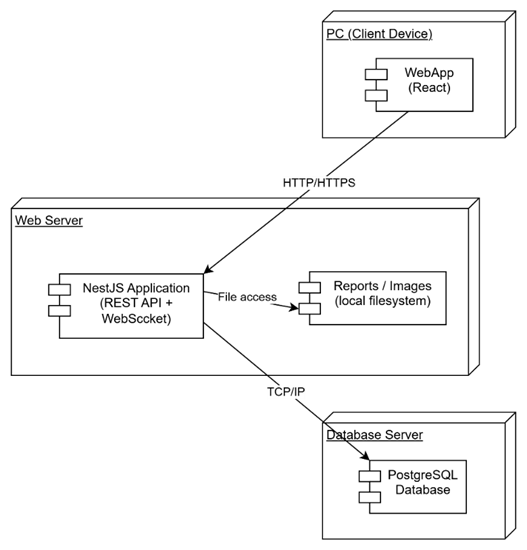 PC (Client Device)
WebApp
(React)
HTTP/HTTPS
Web Server
NestJS Application
(REST API +
WebSccket)
File access
Reports / Images
(local filesystem)
TCP/IP
Database Server
PostgreSQL
Database